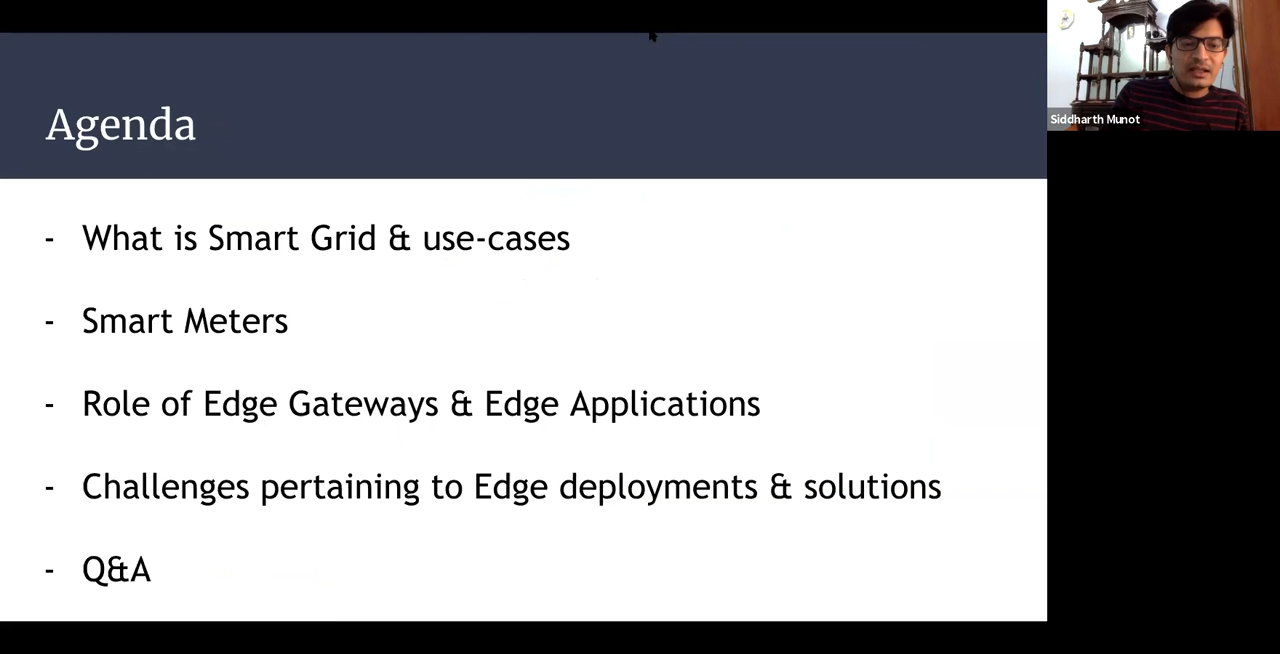 Agenda
- What is Smart Grid & use-cases
- Smart Meters
- Role of Edge Gateways & Edge Applications
- Challenges pertaining to Edge deployments & solutions
- Q&A
Siddharth Munot